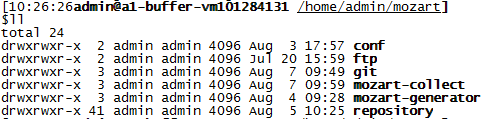 [10:26:26admin@a1-buffer-vm101284131 /home/admin/mozart]
$ll
total 24
drwxrwxr-x  2 admin admin 4096 Aug  3 17:57 conf
drwxrwxr-x  2 admin admin 4096 Jul 20 15:59 ftp
drwxrwxr-x  3 admin admin 4096 Aug  7 09:49 git
drwxrwxr-x  3 admin admin 4096 Aug  7 09:59 mozart-collect
drwxrwxr-x  3 admin admin 4096 Aug  4 09:28 mozart-generator
drwxrwxr-x 41 admin admin 4096 Aug  5 10:25 repository